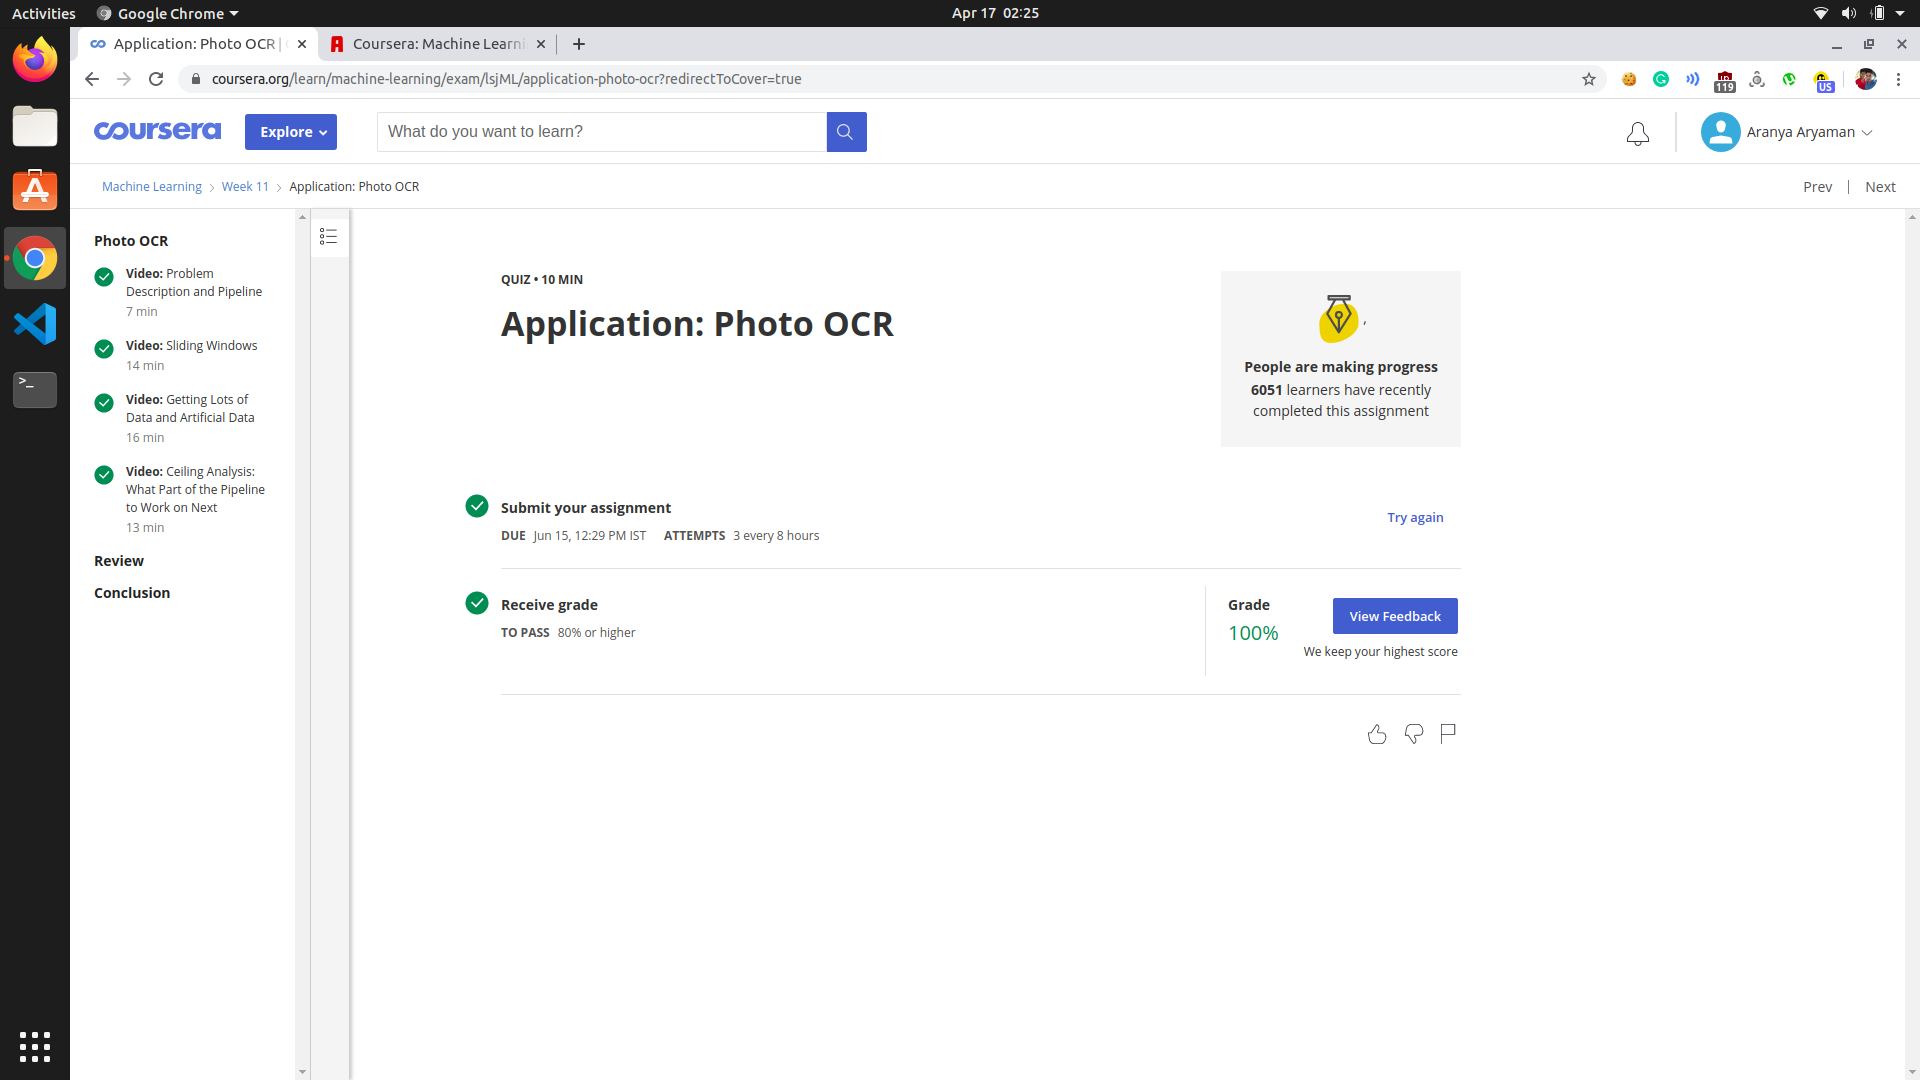 Activities
Google Chrome
Apr 17 02:25
Application: Photo OCR |
Coursera: Machine Learni
coursera.org/learn/machine-learning/exam/lsjML/application-photo-ocr?redirectToCover=true
119
US
coursera
Explore
What do you want to learn?
Aranya Aryaman
Machine Learning
Week 11
Application: Photo OCR
Prev | Next
Photo OCR
Video: Problem
Description and Pipeline
7 min
Video: Sliding Windows
14 min
Video: Getting Lots of
Data and Artificial Data
16 min
Video: Ceiling Analysis:
What Part of the Pipeline
to Work on Next
13 min
Review
Conclusion
QUIZ • 10 MIN
Application: Photo OCR
,
People are making progress
6051 learners have recently
completed this assignment
Submit your assignment
DUE Jun 15, 12:29 PM IST ATTEMPTS 3 every 8 hours
Try again
Receive grade
TO PASS 80% or higher
Grade
100%
View Feedback
We keep your highest score